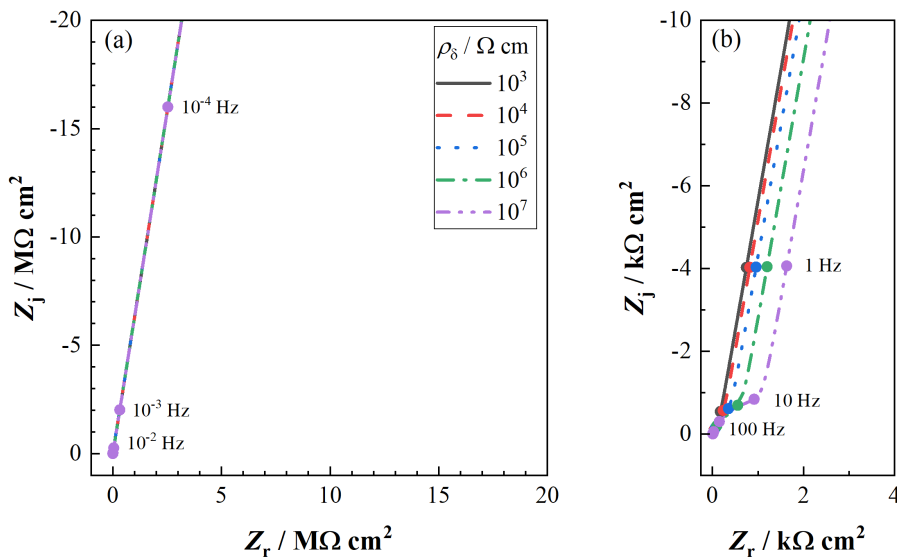 (a)
ρδ / Ω cm
10³
10⁴
10⁵
10⁶
10⁷
10⁻⁴ Hz
10⁻³ Hz
10⁻² Hz
-20
-15
-10
-5
0
0 5 10 15 20
Zⱼ / MΩ cm²
Zᵣ / MΩ cm²
(b)
1 Hz
10 Hz
100 Hz
-10
-8
-6
-4
-2
0
0 2 4
Zⱼ / kΩ cm²
Zᵣ / kΩ cm²